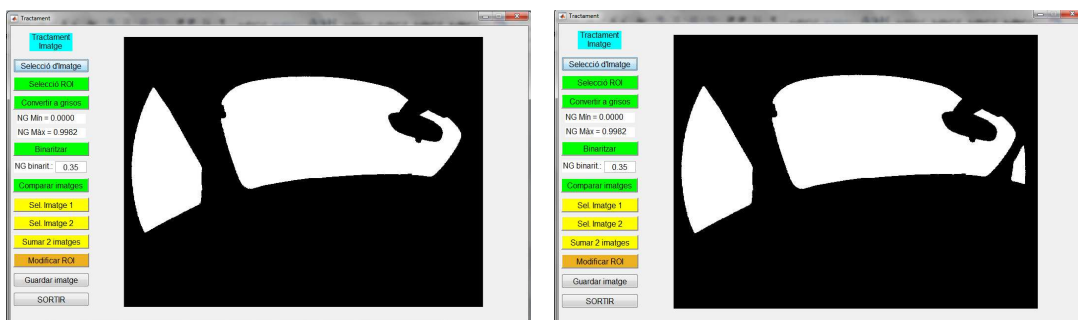 Tractament
Tractament
Imatge
Selecció d'Imatge
Selecció ROI
Convertir a grisos
NG Mín = 0.0000
NG Màx = 0.9982
Binaritzar
NG binarit.: 0.35
Comparar imatges
Sel. Imatge 1
Sel. Imatge 2
Sumar 2 imatges
Modificar ROI
Guardar imatge
SORTIR
Tractament
Tractament
Imatge
Selecció d'Imatge
Selecció ROI
Convertir a grisos
NG Mín = 0.0000
NG Màx = 0.9982
Binaritzar
NG binarit.: 0.35
Comparar imatges
Sel. Imatge 1
Sel. Imatge 2
Sumar 2 imatges
Modificar ROI
Guardar imatge
SORTIR